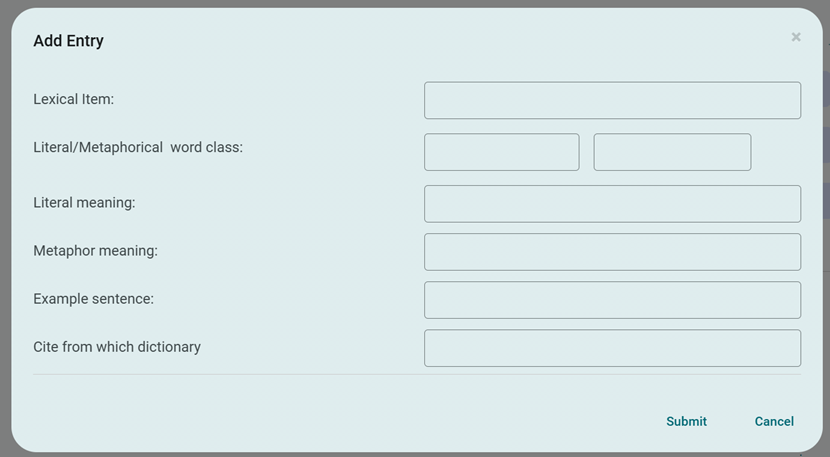 Add Entry ×
Lexical Item:
Literal/Metaphorical  word class:
Literal meaning:
Metaphor meaning:
Example sentence:
Cite from which dictionary
Submit Cancel